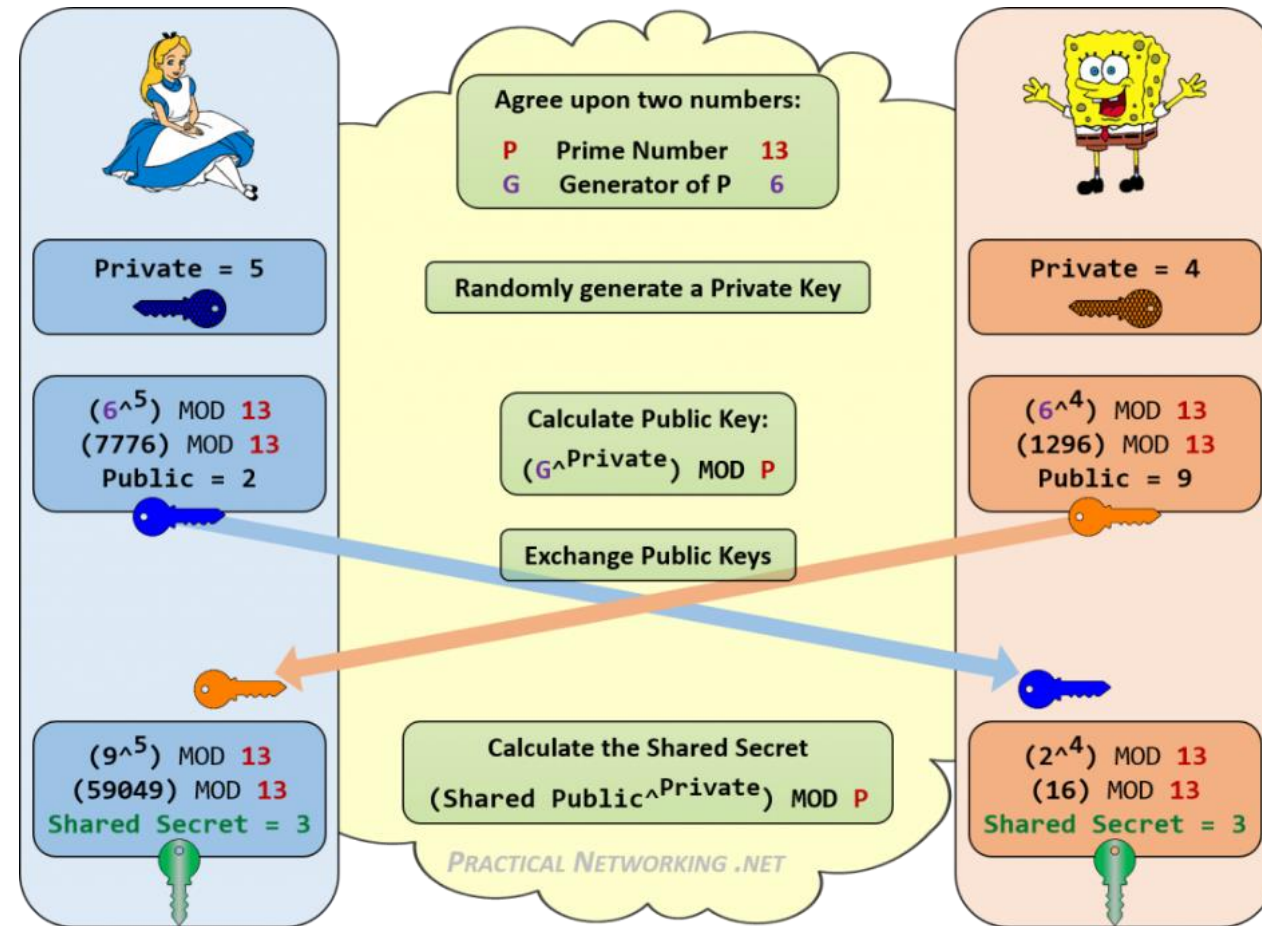 Agree upon two numbers:
P Prime Number 13
G Generator of P 6
Private = 5
Randomly generate a Private Key
Private = 4
(6^5) MOD 13
(7776) MOD 13
Public = 2
Calculate Public Key:
(G^Private) MOD P
(6^4) MOD 13
(1296) MOD 13
Public = 9
Exchange Public Keys
(9^5) MOD 13
(59049) MOD 13
Shared Secret = 3
Calculate the Shared Secret
(Shared Public^Private) MOD P
(2^4) MOD 13
(16) MOD 13
Shared Secret = 3
PRACTICAL NETWORKING .NET